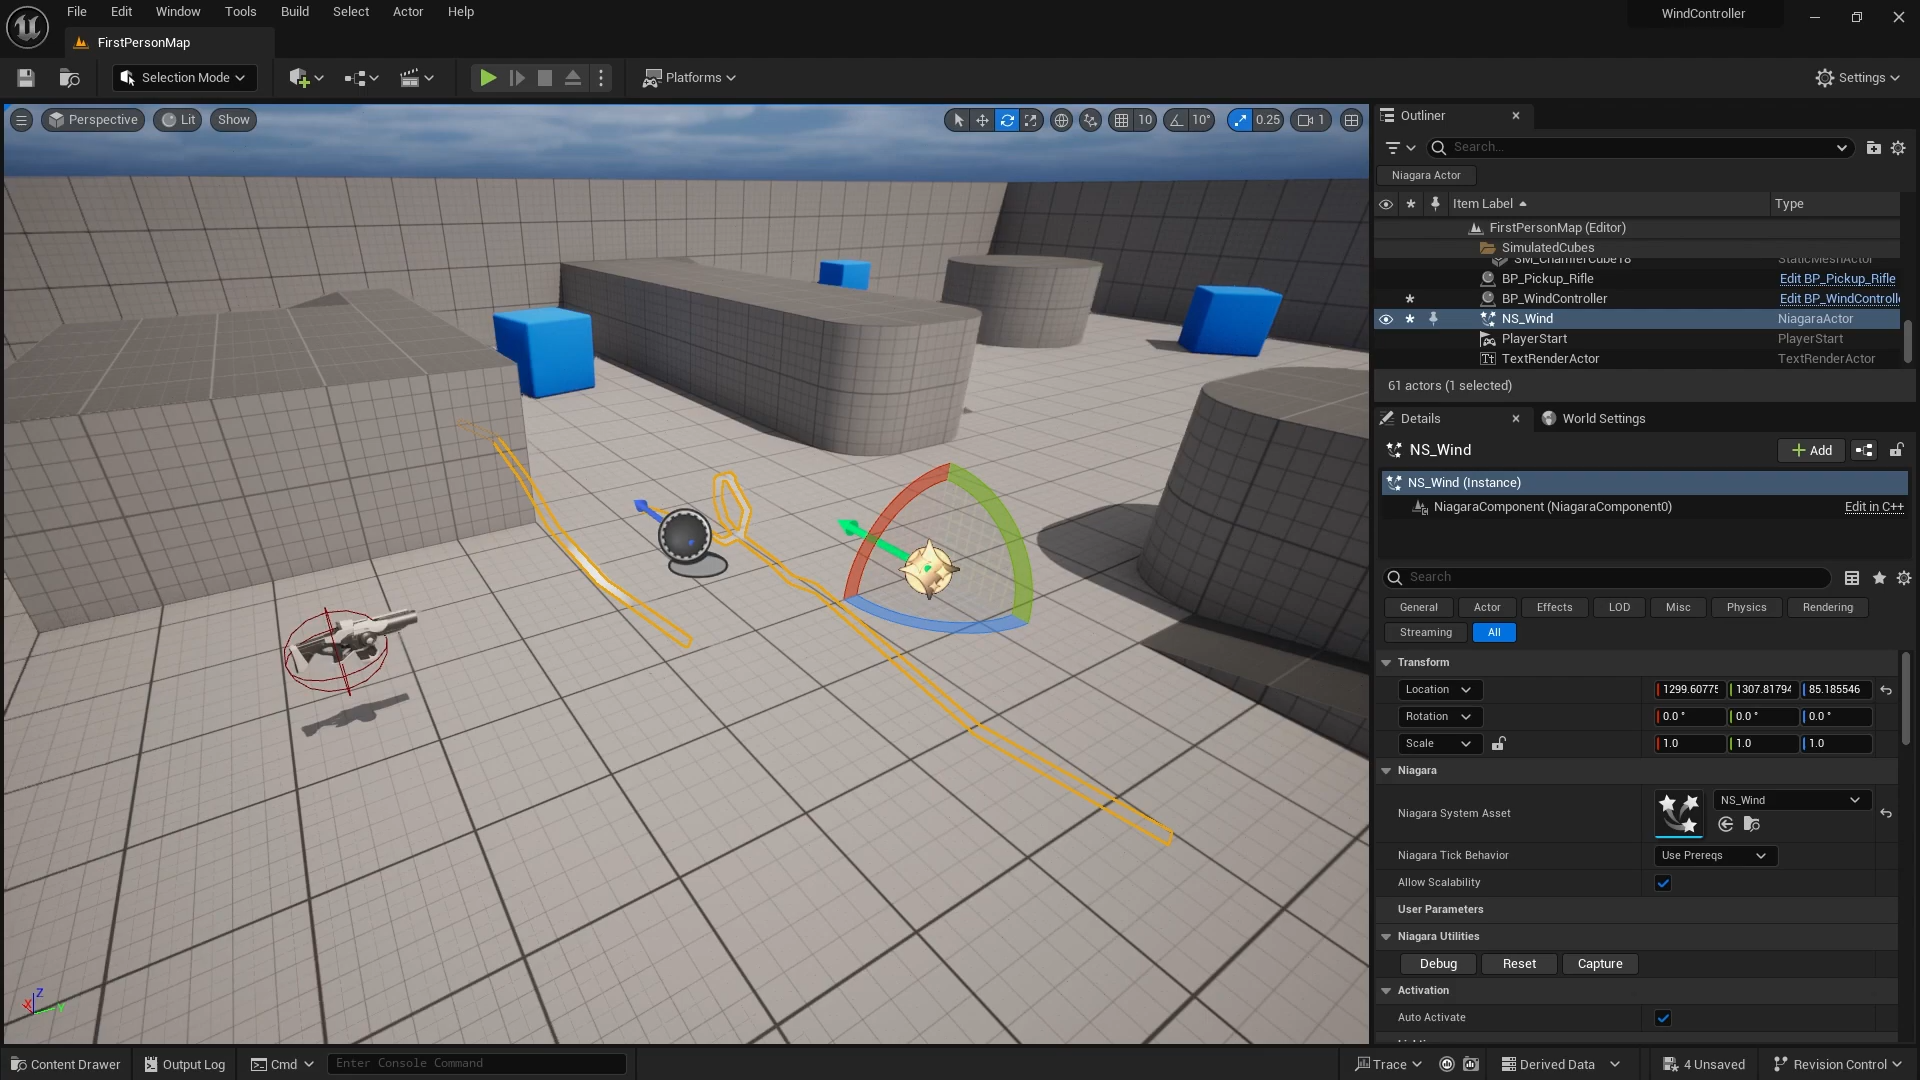 File Edit Window Tools Build Select Actor Help
WindController
FirstPersonMap
Selection Mode
Platforms
Settings
Perspective Lit Show
10 10° 0.25 1
Outliner
Search...
Niagara Actor
Item Label Type
FirstPersonMap (Editor)
SimulatedCubes
SM_ChamferCube18 StaticMeshActor
BP_Pickup_Rifle Edit BP_Pickup_Rifle
BP_WindController Edit BP_WindControlle
NS_Wind NiagaraActor
PlayerStart PlayerStart
TextRenderActor TextRenderActor
61 actors (1 selected)
Details World Settings
NS_Wind Add
NS_Wind (Instance)
NiagaraComponent (NiagaraComponent0) Edit in C++
Search
General Actor Effects LOD Misc Physics Rendering
Streaming All
Transform
Location 1299.60775 1307.81794 85.185546
Rotation 0.0 ° 0.0 ° 0.0 °
Scale 1.0 1.0 1.0
Niagara
Niagara System Asset NS_Wind
Niagara Tick Behavior Use Prereqs
Allow Scalability
User Parameters
Niagara Utilities
Debug Reset Capture
Activation
Auto Activate
Z
X Y
Content Drawer Output Log Cmd Enter Console Command Trace Derived Data 4 Unsaved Revision Control